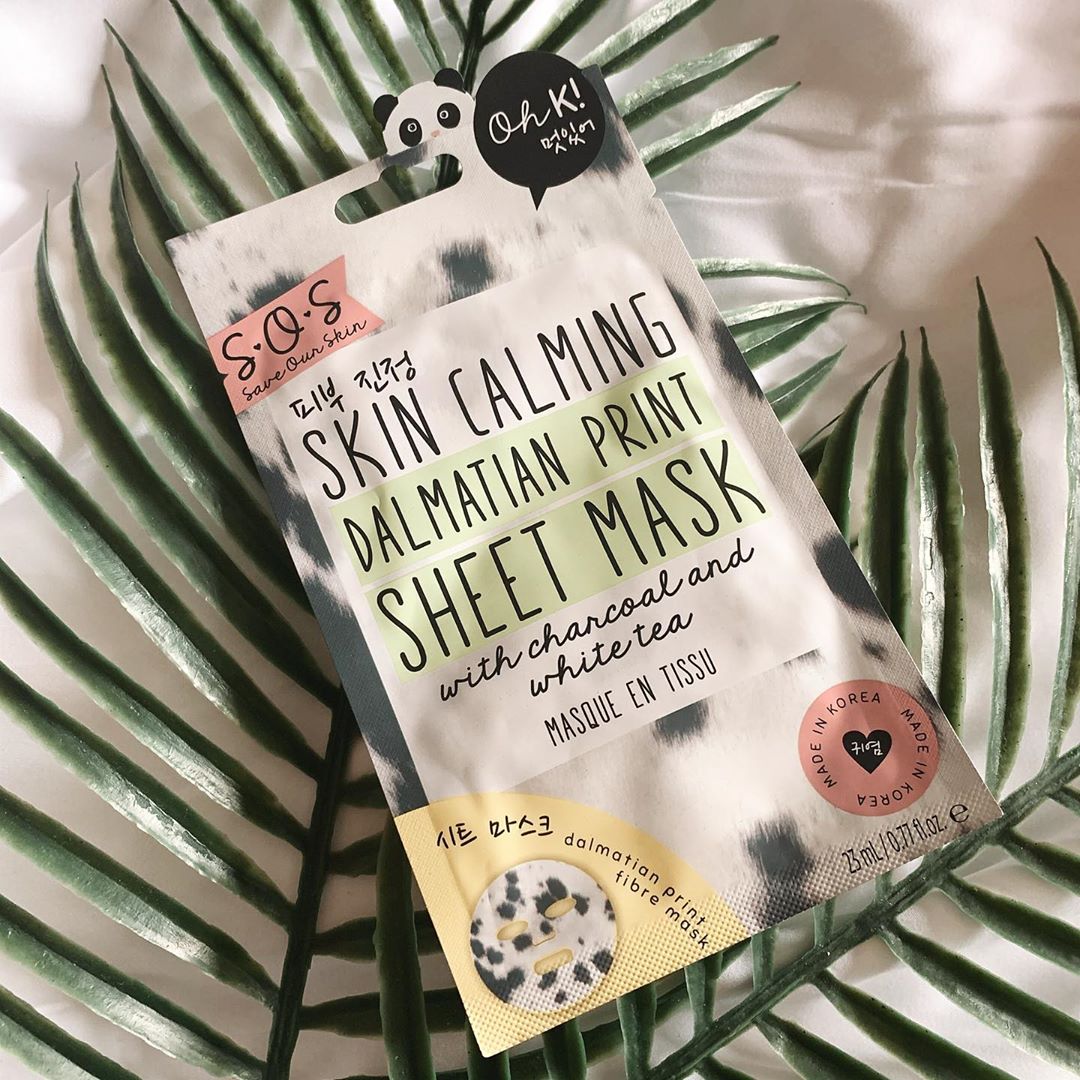 Oh K!
멋있어
S♥O♥S
Save Our Skin
피부 진정
SKIN CALMING
DALMATIAN PRINT
SHEET MASK
with charcoal and
white tea
MASQUE EN TISSU
MADE IN KOREA MADE IN KOREA
귀염
시트 마스크
dalmatian print
fibre mask
23 mL / 0.77 fl.oz. ℮